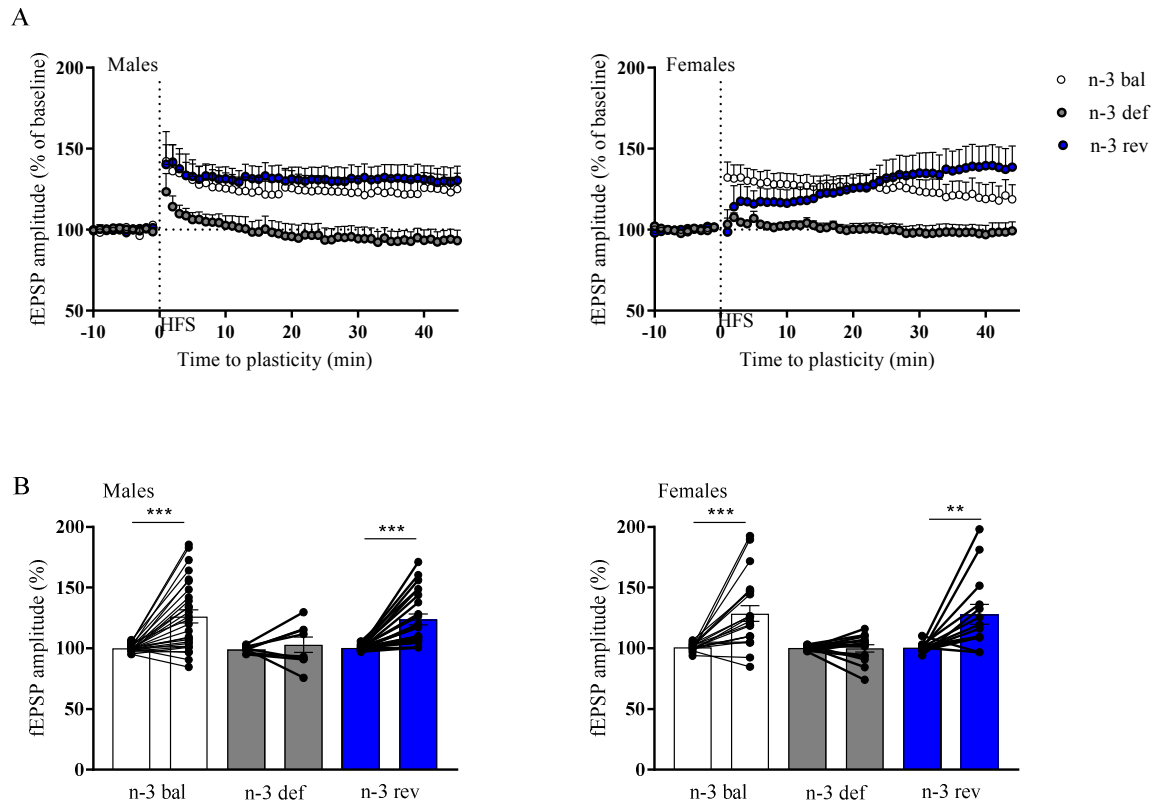 A
Males
fEPSP amplitude (% of baseline)
200
150
100
50
-10 0 10 20 30 40
HFS
Time to plasticity (min)
Females
fEPSP amplitude (% of baseline)
200
150
100
50
-10 0 10 20 30 40
HFS
Time to plasticity (min)
n-3 bal
n-3 def
n-3 rev
B
Males
*** ***
fEPSP amplitude (%)
200
150
100
50
0
n-3 bal n-3 def n-3 rev
Females
*** **
fEPSP amplitude (%)
200
150
100
50
0
n-3 bal n-3 def n-3 rev